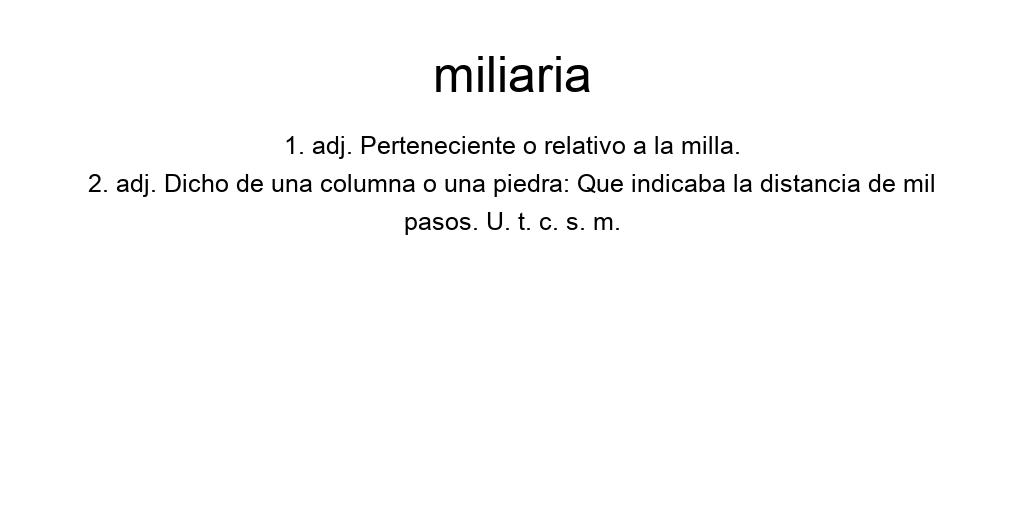 miliaria
1. adj. Perteneciente o relativo a la milla.
2. adj. Dicho de una columna o una piedra: Que indicaba la distancia de mil
pasos. U. t. c. s. m.